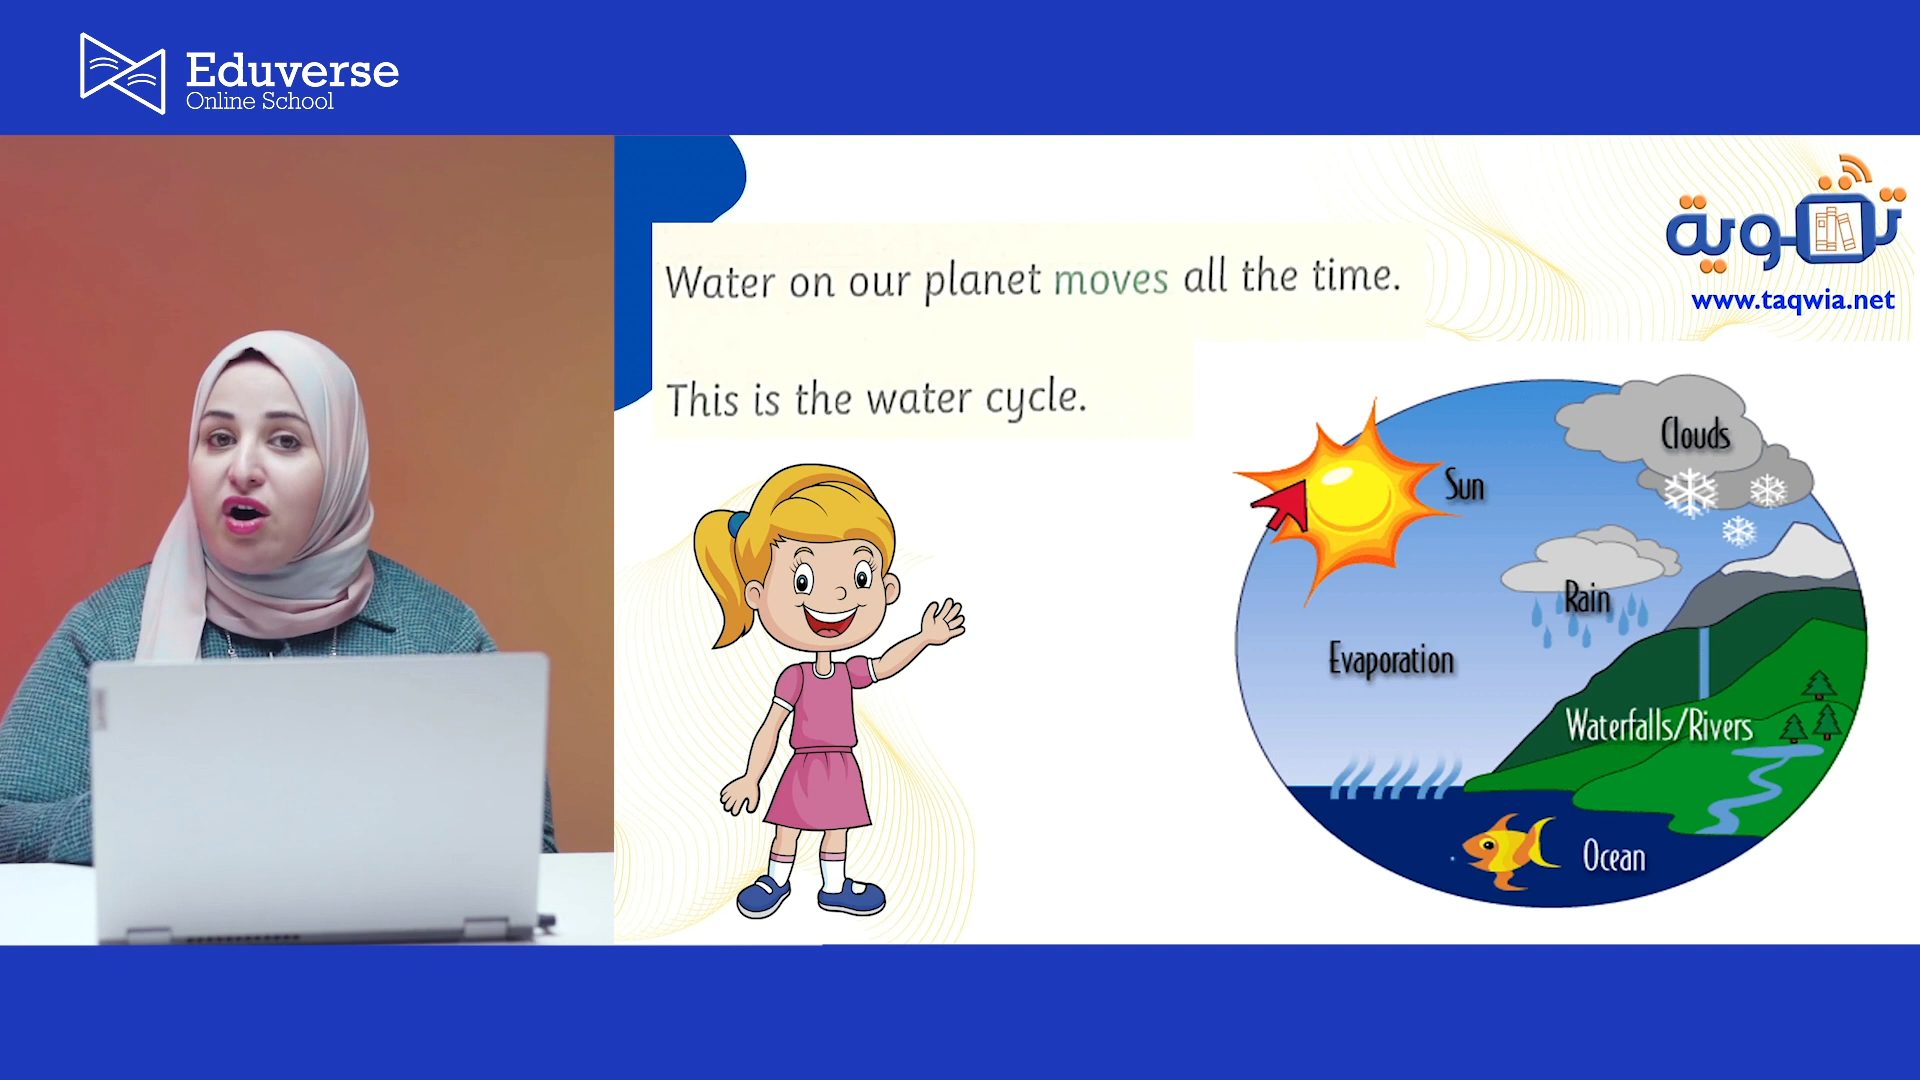 Eduverse
Online School
تقوية
www.taqwia.net
Water on our planet moves all the time.
This is the water cycle.
Clouds
Sun
Rain
Evaporation
Waterfalls/Rivers
Ocean